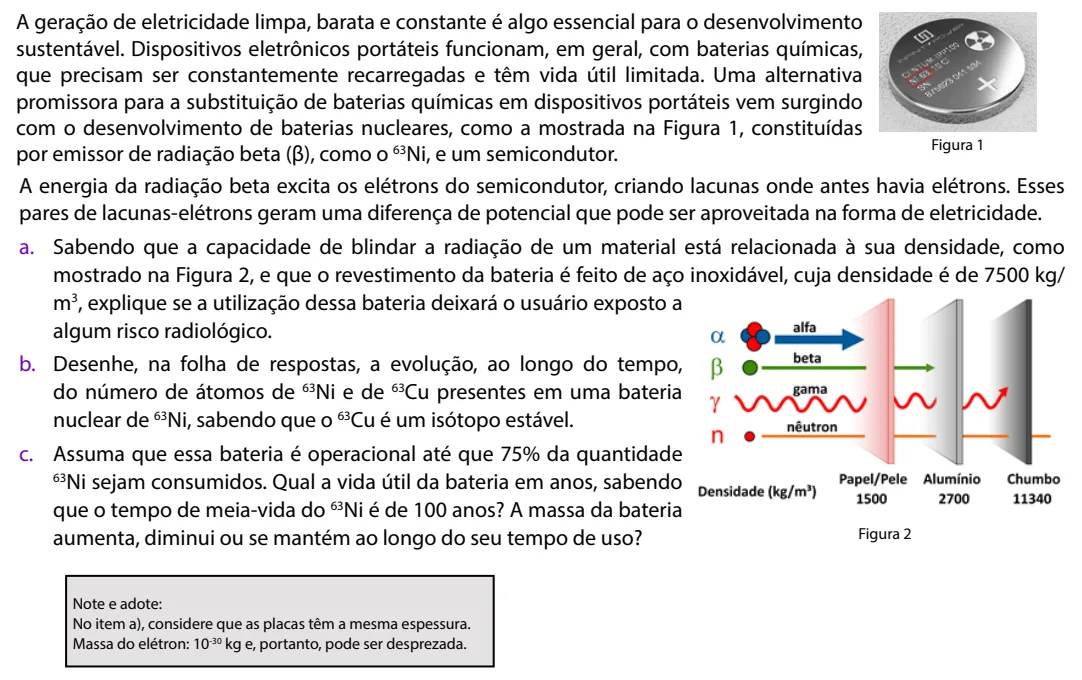 A geração de eletricidade limpa, barata e constante é algo essencial para o desenvolvimento
sustentável. Dispositivos eletrônicos portáteis funcionam, em geral, com baterias químicas,
que precisam ser constantemente recarregadas e têm vida útil limitada. Uma alternativa
promissora para a substituição de baterias químicas em dispositivos portáteis vem surgindo
com o desenvolvimento de baterias nucleares, como a mostrada na Figura 1, constituídas
por emissor de radiação beta (β), como o ⁶³Ni, e um semicondutor.
Figura 1
A energia da radiação beta excita os elétrons do semicondutor, criando lacunas onde antes havia elétrons. Esses
pares de lacunas-elétrons geram uma diferença de potencial que pode ser aproveitada na forma de eletricidade.
a. Sabendo que a capacidade de blindar a radiação de um material está relacionada à sua densidade, como
mostrado na Figura 2, e que o revestimento da bateria é feito de aço inoxidável, cuja densidade é de 7500 kg/
m³, explique se a utilização dessa bateria deixará o usuário exposto a
algum risco radiológico.
b. Desenhe, na folha de respostas, a evolução, ao longo do tempo,
do número de átomos de ⁶³Ni e de ⁶³Cu presentes em uma bateria
nuclear de ⁶³Ni, sabendo que o ⁶³Cu é um isótopo estável.
c. Assuma que essa bateria é operacional até que 75% da quantidade
⁶³Ni sejam consumidos. Qual a vida útil da bateria em anos, sabendo
que o tempo de meia-vida do ⁶³Ni é de 100 anos? A massa da bateria
aumenta, diminui ou se mantém ao longo do seu tempo de uso?
α alfa
β beta
γ gama
n nêutron
Papel/Pele Alumínio Chumbo
Densidade (kg/m³) 1500 2700 11340
Figura 2
Note e adote:
No item a), considere que as placas têm a mesma espessura.
Massa do elétron: 10⁻³⁰ kg e, portanto, pode ser desprezada.